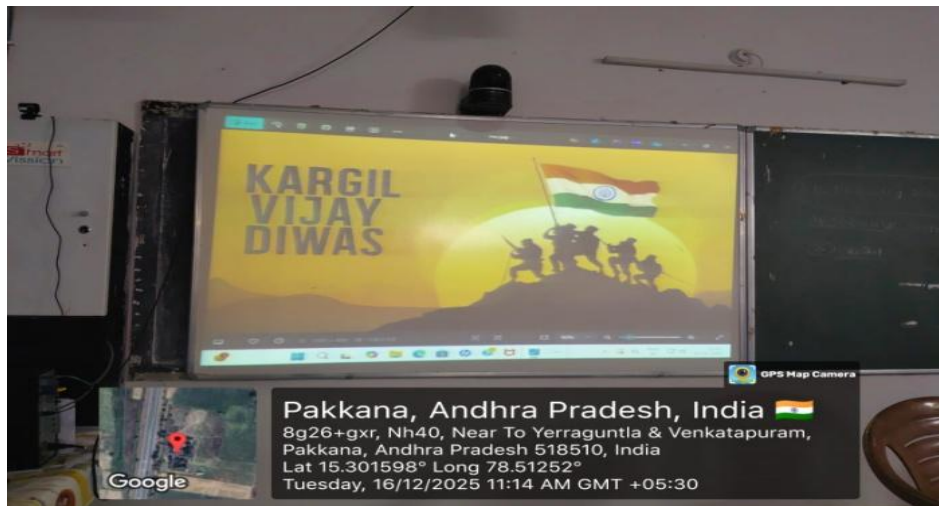 Smart
KARGIL
VIJAY
DIWAS
GPS Map Camera
Pakkana, Andhra Pradesh, India
8g26+gxr, Nh40, Near To Yerraguntla & Venkatapuram,
Pakkana, Andhra Pradesh 518510, India
Lat 15.301598° Long 78.51252°
Tuesday, 16/12/2025 11:14 AM GMT +05:30
Google